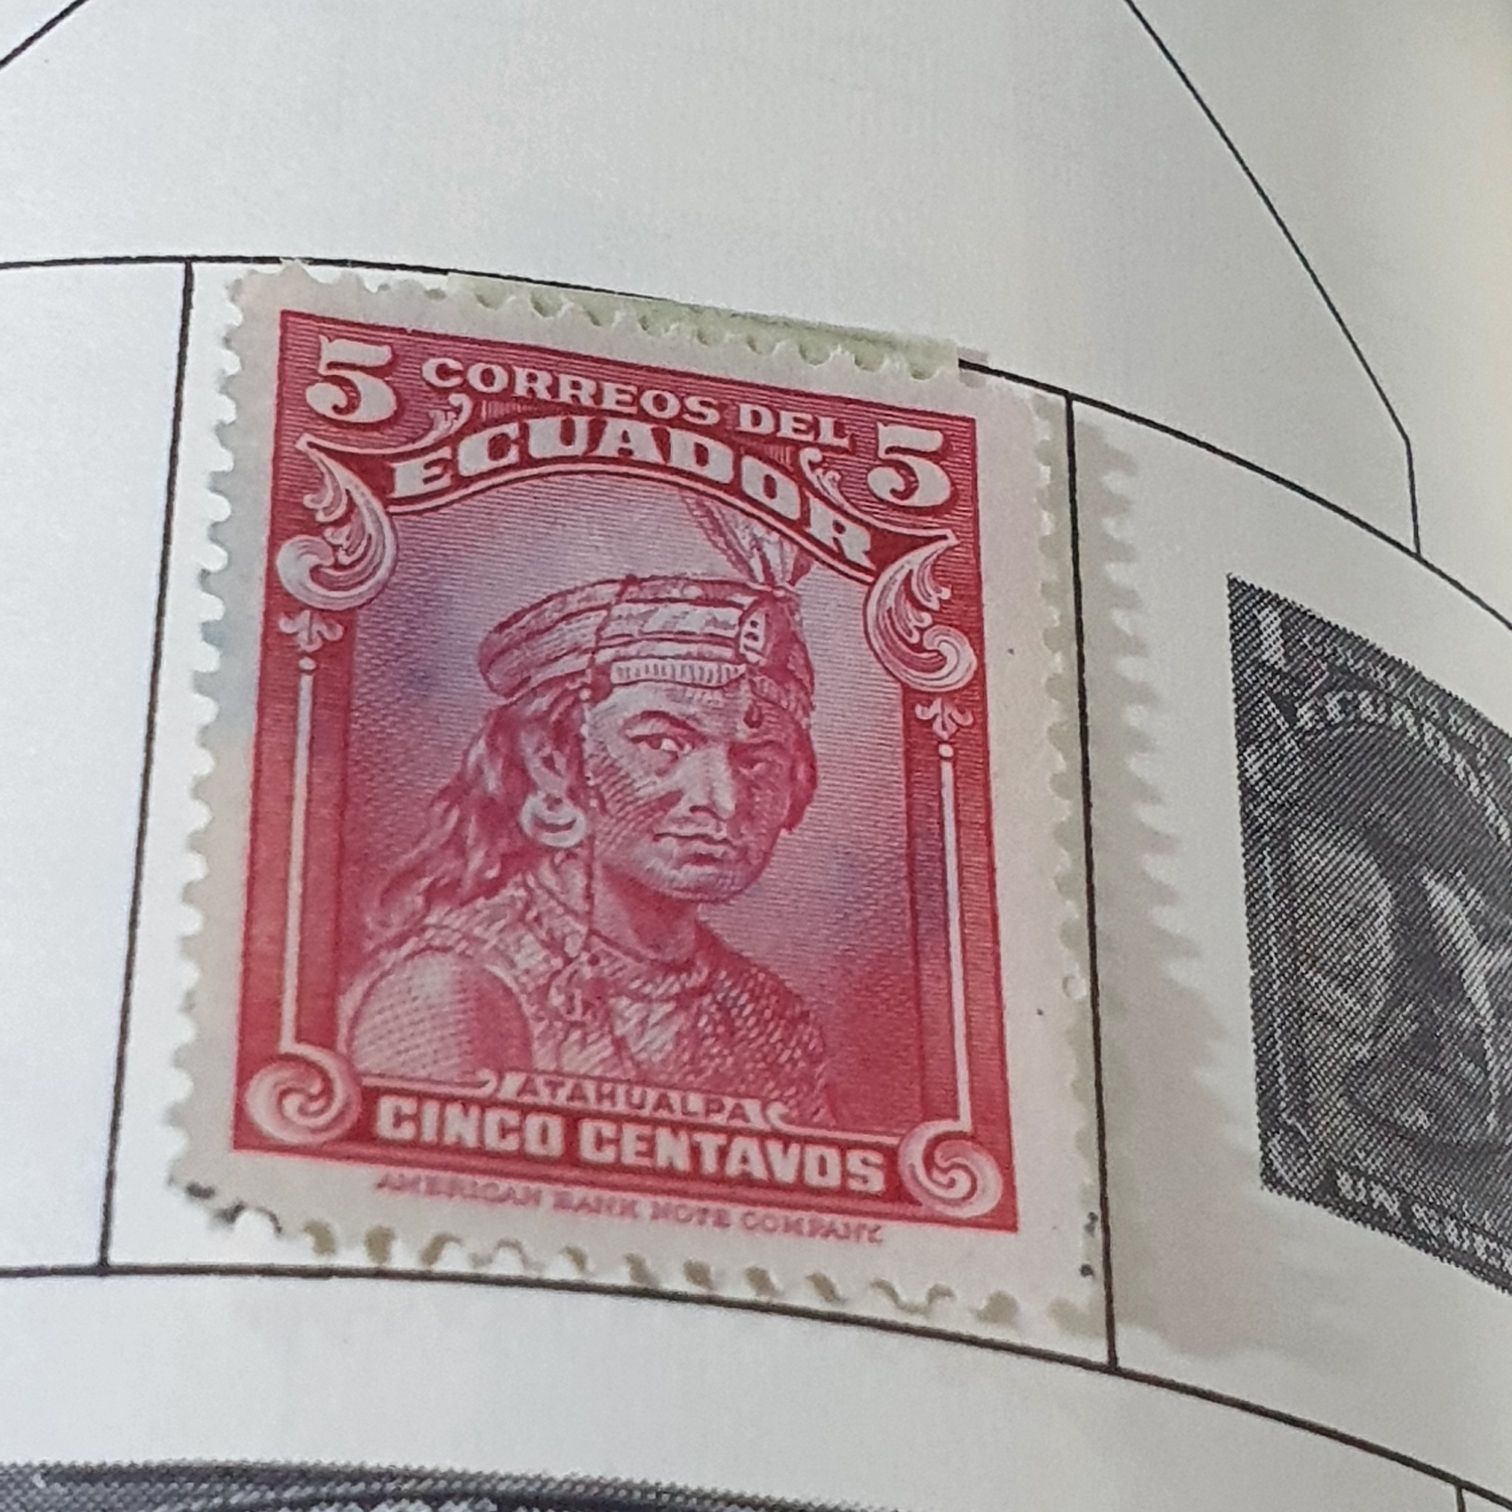 5 CORREOS DEL 5
ECUADOR
ATAHUALPA
CINCO CENTAVOS
AMERICAN BANK NOTE COMPANY.